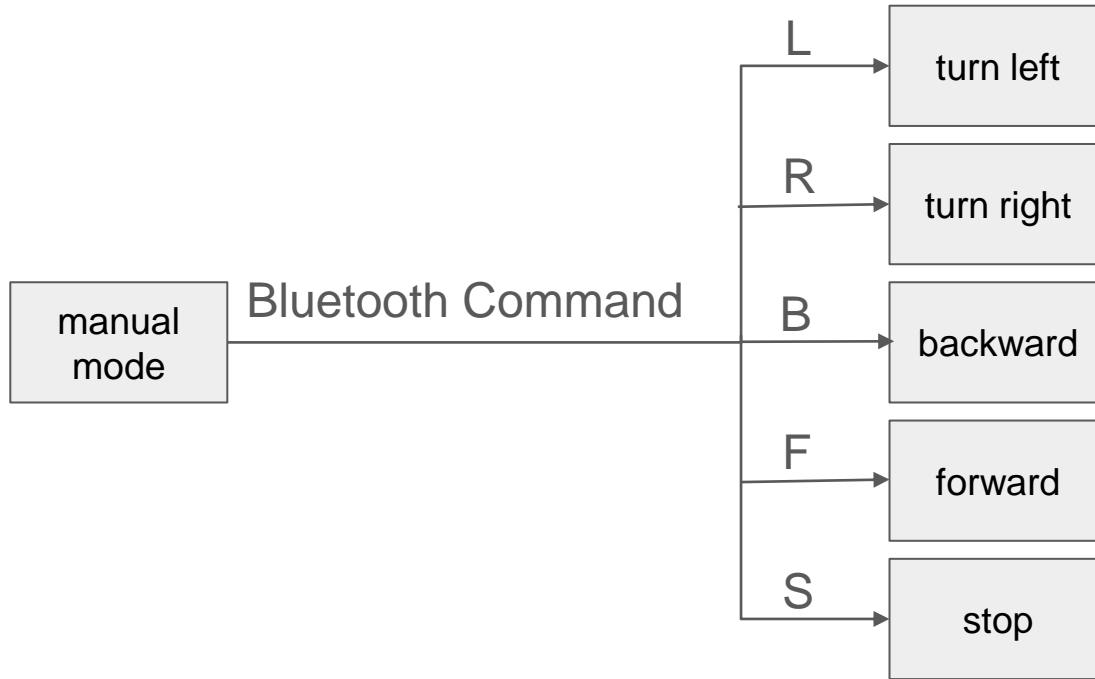 L
turn left
R
turn right
Bluetooth Command
manual
mode
B
backward
F
forward
S
stop